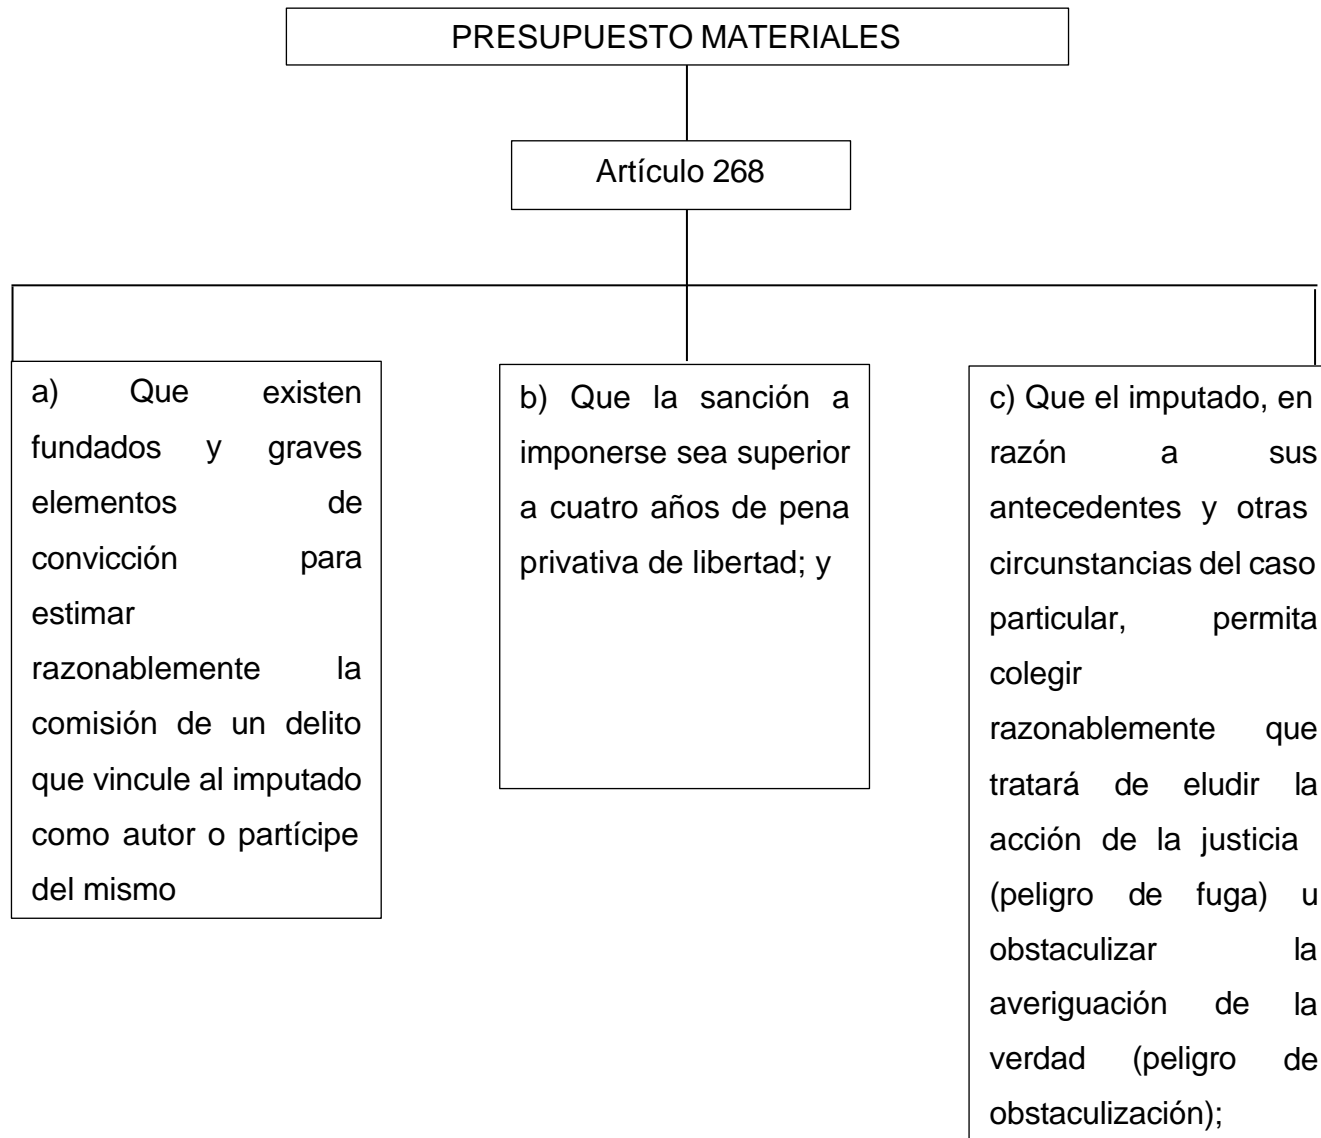 PRESUPUESTO MATERIALES
Artículo 268
a) Que existen
fundados y graves
elementos de
convicción para
estimar
razonablemente la
comisión de un delito
que vincule al imputado
como autor o partícipe
del mismo
b) Que la sanción a
imponerse sea superior
a cuatro años de pena
privativa de libertad; y
c) Que el imputado, en
razón a sus
antecedentes y otras
circunstancias del caso
particular, permita
colegir
razonablemente que
tratará de eludir la
acción de la justicia
(peligro de fuga) u
obstaculizar la
averiguación de la
verdad (peligro de
obstaculización);